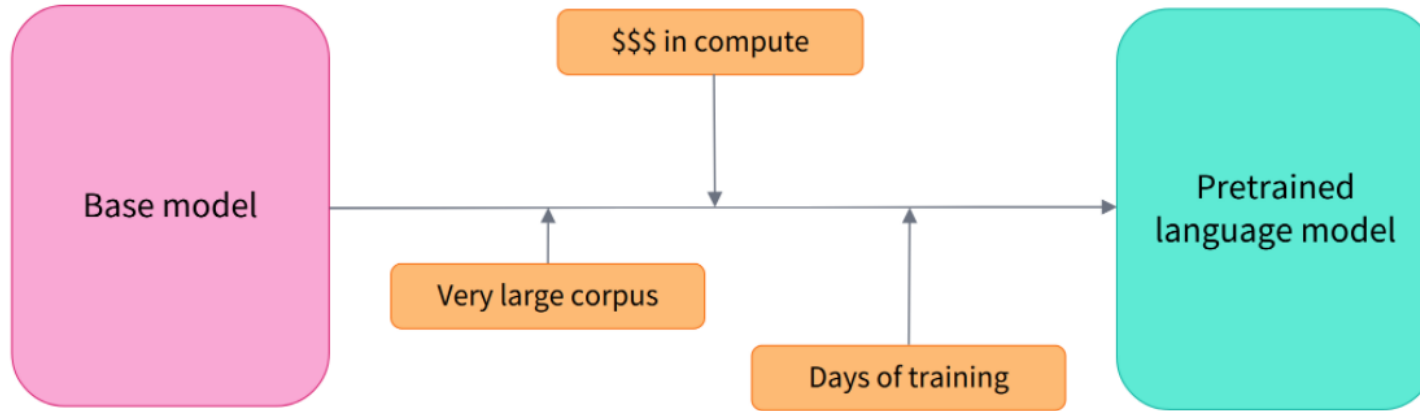 $$$ in compute
Base model
Pretrained
language model
Very large corpus
Days of training